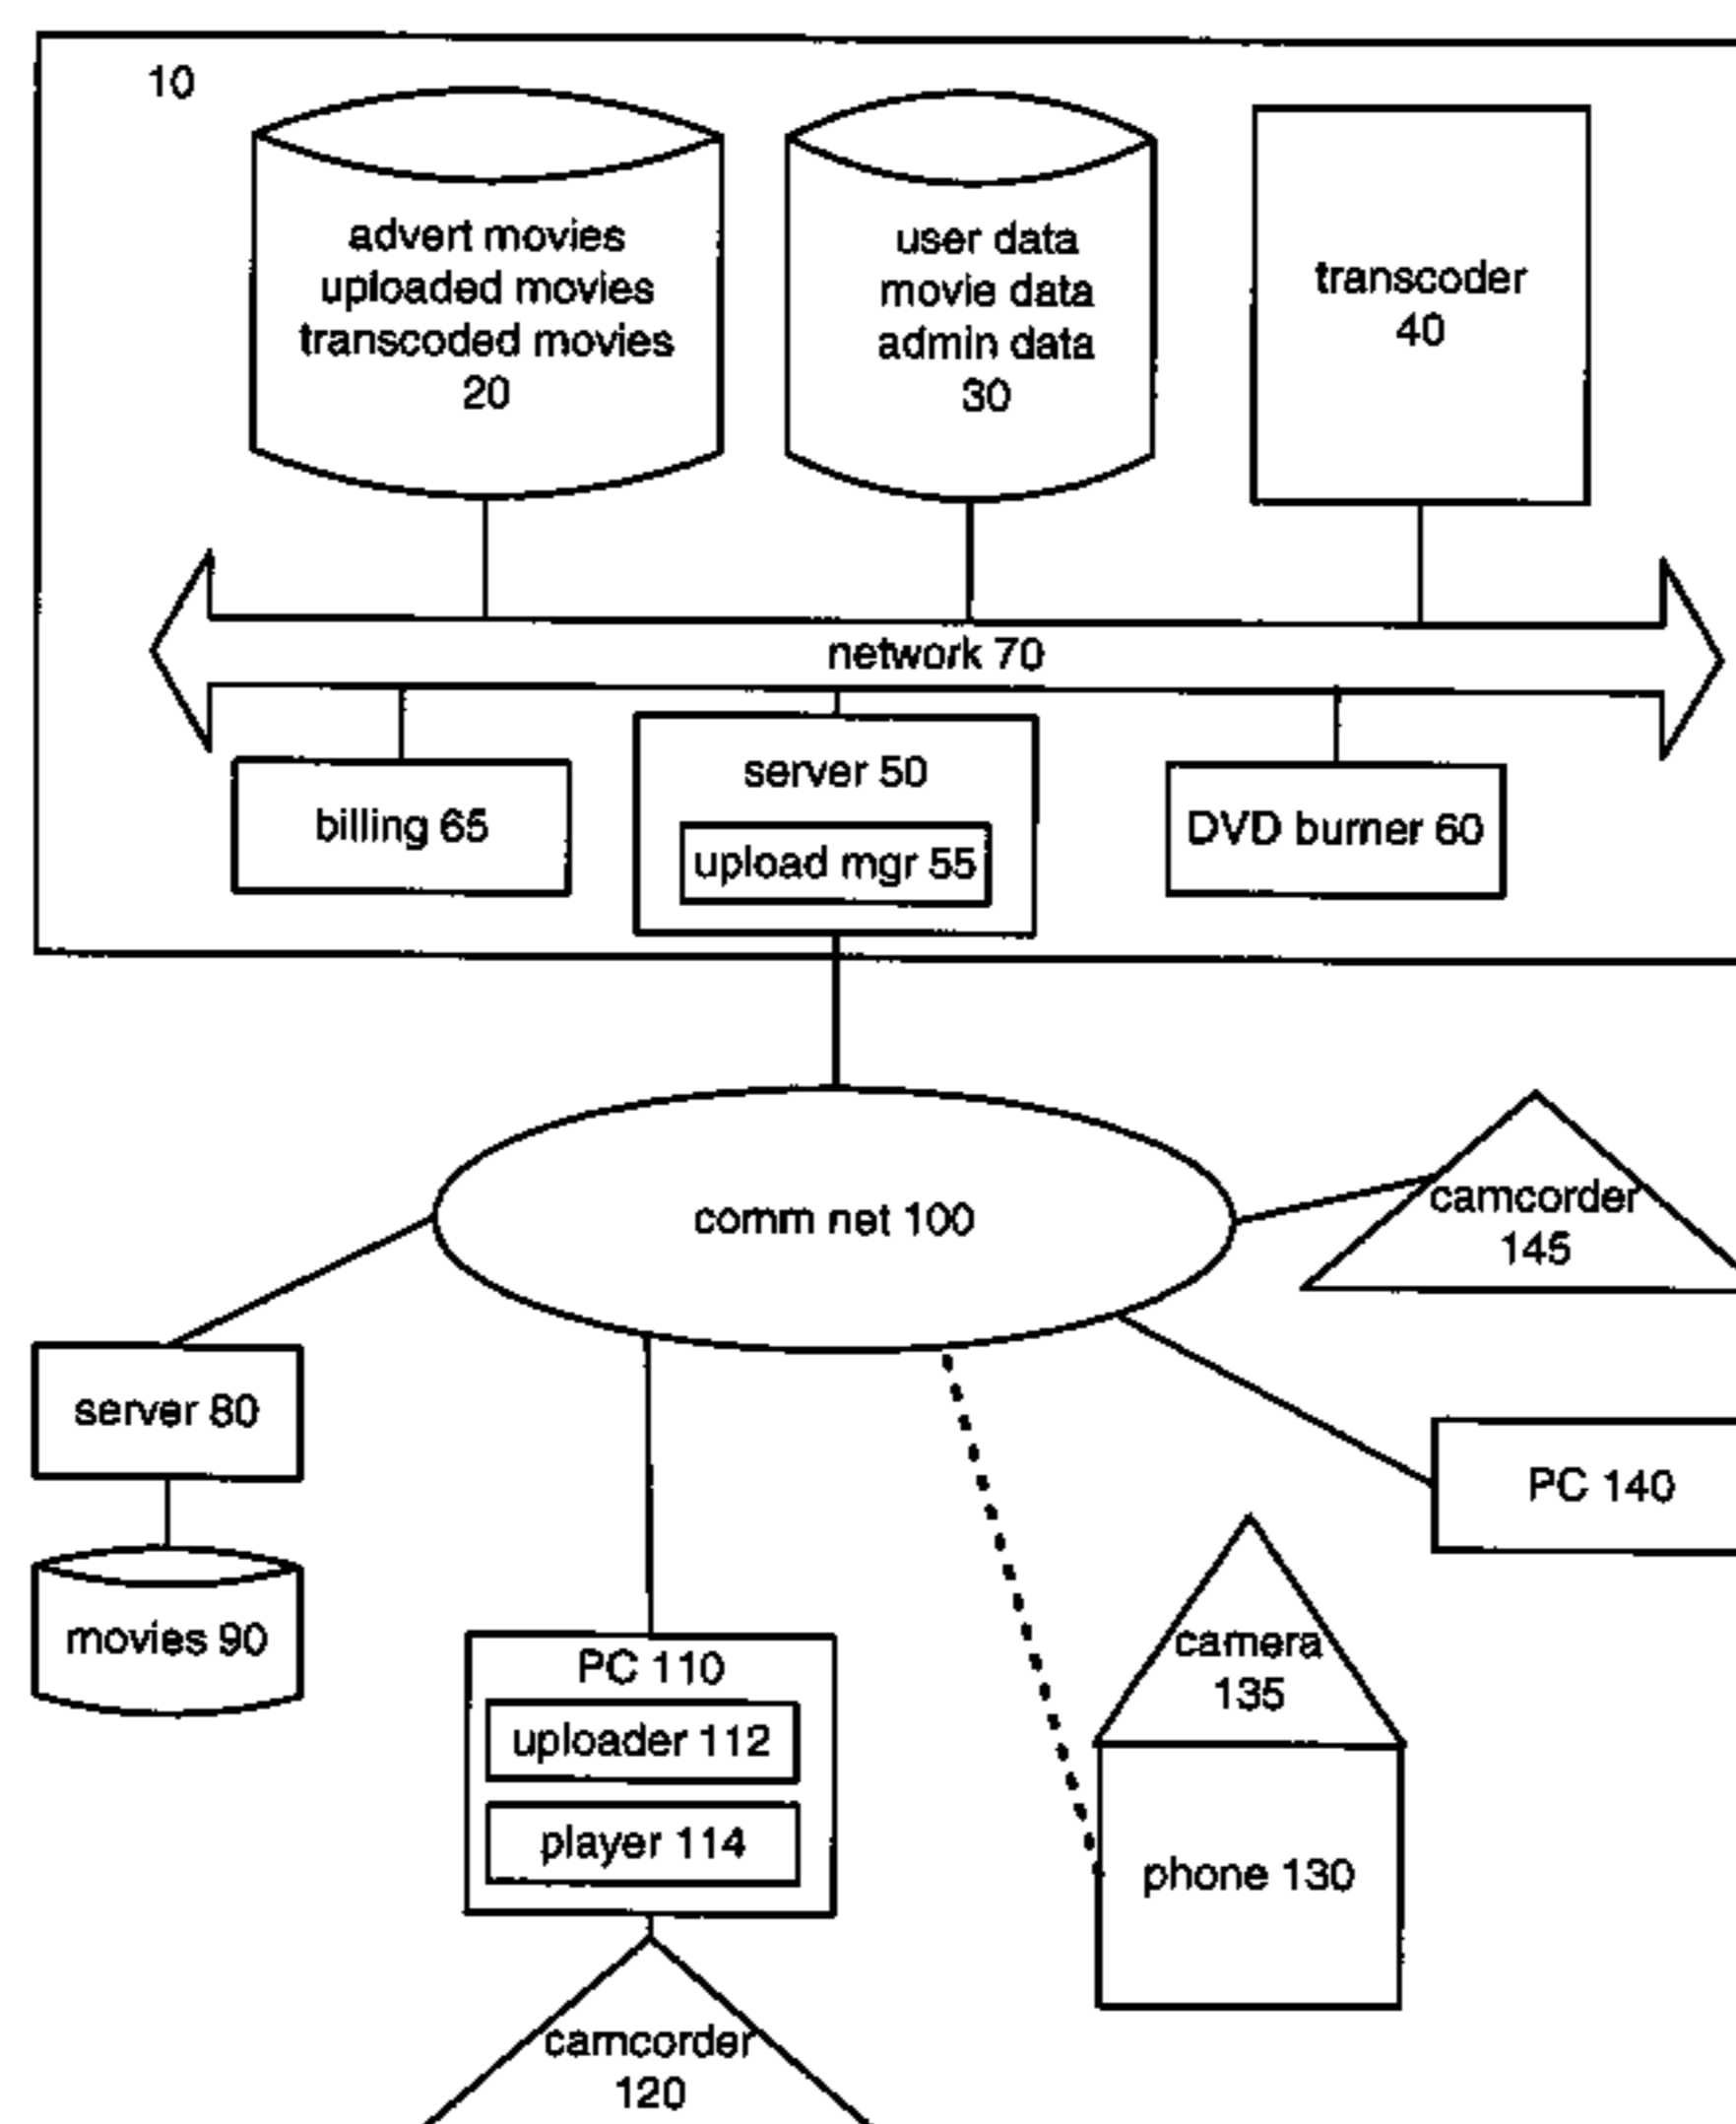 10
advert movies
uploaded movies
transcoded movies
20
user data
movie data
admin data
30
transcoder
40
network 70
billing 65
server 50
upload mgr 55
DVD burner 60
comm net 100
camcorder
145
server 80
movies 90
PC 140
PC 110
uploader 112
player 114
camera
135
phone 130
camcorder
120